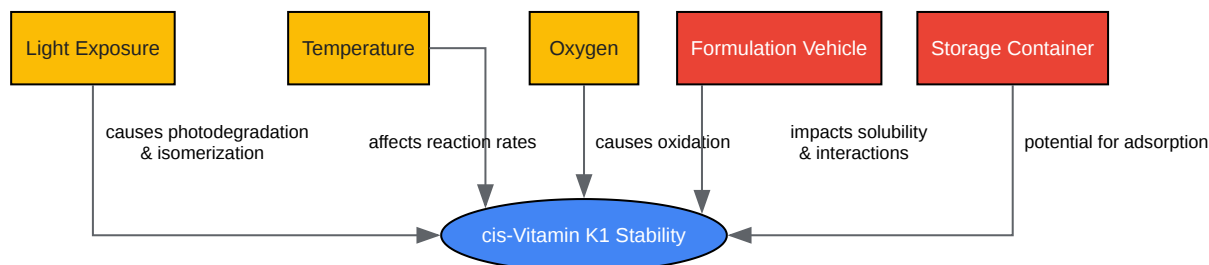 Light Exposure
Temperature
Oxygen
Formulation Vehicle
Storage Container
causes photodegradation
& isomerization
affects reaction rates
causes oxidation
impacts solubility
& interactions
potential for adsorption
cis-Vitamin K1 Stability